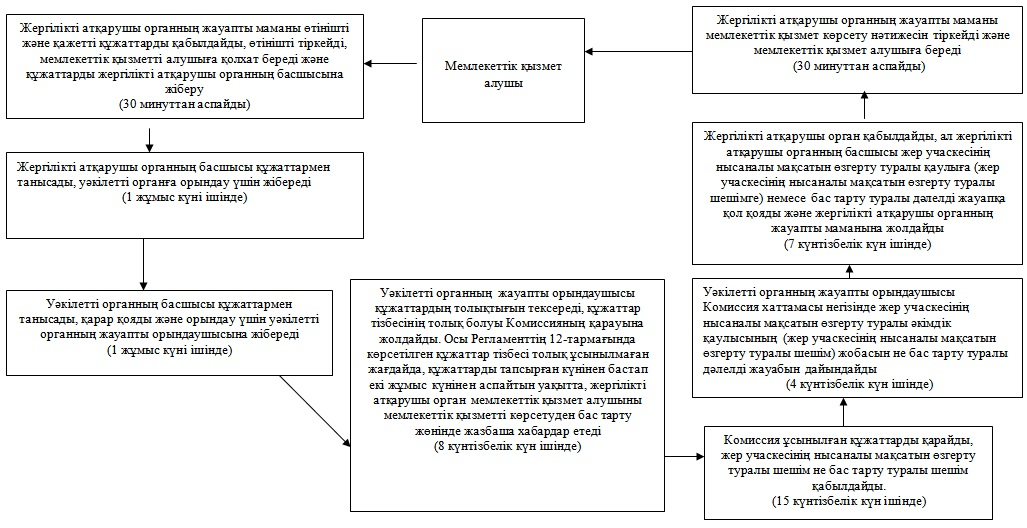 Жергілікті атқарушы органның жауапты маманы өтінішті
және қажетті құжаттарды қабылдайды, өтінішті тіркейді,
мемлекеттік қызметті алушыға қолхат береді және
құжаттарды жергілікті атқарушы органның басшысына
жіберу
(30 минуттан аспайды)
Мемлекеттік қызмет
алушы
Жергілікті атқарушы органның жауапты маманы
мемлекеттік қызмет көрсету нәтижесін тіркейді және
мемлекеттік қызмет алушыға береді
(30 минуттан аспайды)
Жергілікті атқарушы органның басшысы құжаттармен
танысады, уәкілетті органға орындау үшін жібереді
(1 жұмыс күні ішінде)
Жергілікті атқарушы орган қабылдайды, ал жергілікті
атқарушы органның басшысы жер учаскесінің
нысаналы мақсатын өзгерту туралы қаулыға (жер
учаскесінің нысаналы мақсатын өзгерту туралы
шешімге) немесе бас тарту туралы дәлелді жауапқа
қол қояды және жергілікті атқарушы органның
жауапты маманына жолдайды
(7 күнтізбелік күн ішінде)
Уәкілетті органның басшысы құжаттармен
танысады, қарар қояды және орындау үшін уәкілетті
органның жауапты орындаушысына жібереді
(1 жұмыс күні ішінде)
Уәкілетті органның жауапты орындаушысы
құжаттардың толықтығын тексереді, құжаттар
тізбесінің толық болуы Комиссияның қарауына
жолдайды. Осы Регламенттің 12-тармағында
көрсетілген құжаттар тізбесі толық ұсынылмаған
жағдайда, құжаттарды тапсырған күнінен бастап
екі жұмыс күнінен аспайтын уақытта, жергілікті
атқарушы орган мемлекеттік қызмет алушыны
мемлекеттік қызметті көрсетуден бас тарту
жөнінде жазбаша хабардар етеді
(8 күнтізбелік күн ішінде)
Уәкілетті органның жауапты орындаушысы
Комиссия хаттамасы негізінде жер учаскесінің
нысаналы мақсатын өзгерту туралы әкімдік
қаулысының (жер учаскесінің нысаналы мақсатын
өзгерту туралы шешім) жобасын не бас тарту туралы
дәлелді жауабын дайындайды
(4 күнтізбелік күн ішінде)
Комиссия ұсынылған құжаттарды қарайды,
жер учаскесінің нысаналы мақсатын өзгерту
туралы шешім не бас тарту туралы шешім
қабылдайды.
(15 күнтізбелік күн ішінде)